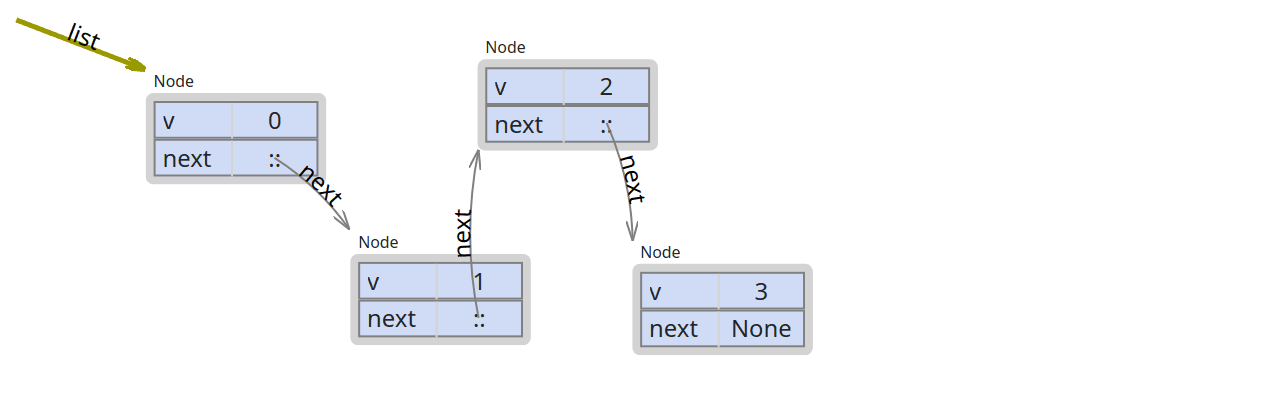 list
Node
v 0
next ::
next
Node
v 1
next ::
next
Node
v 2
next ::
next
Node
v 3
next None